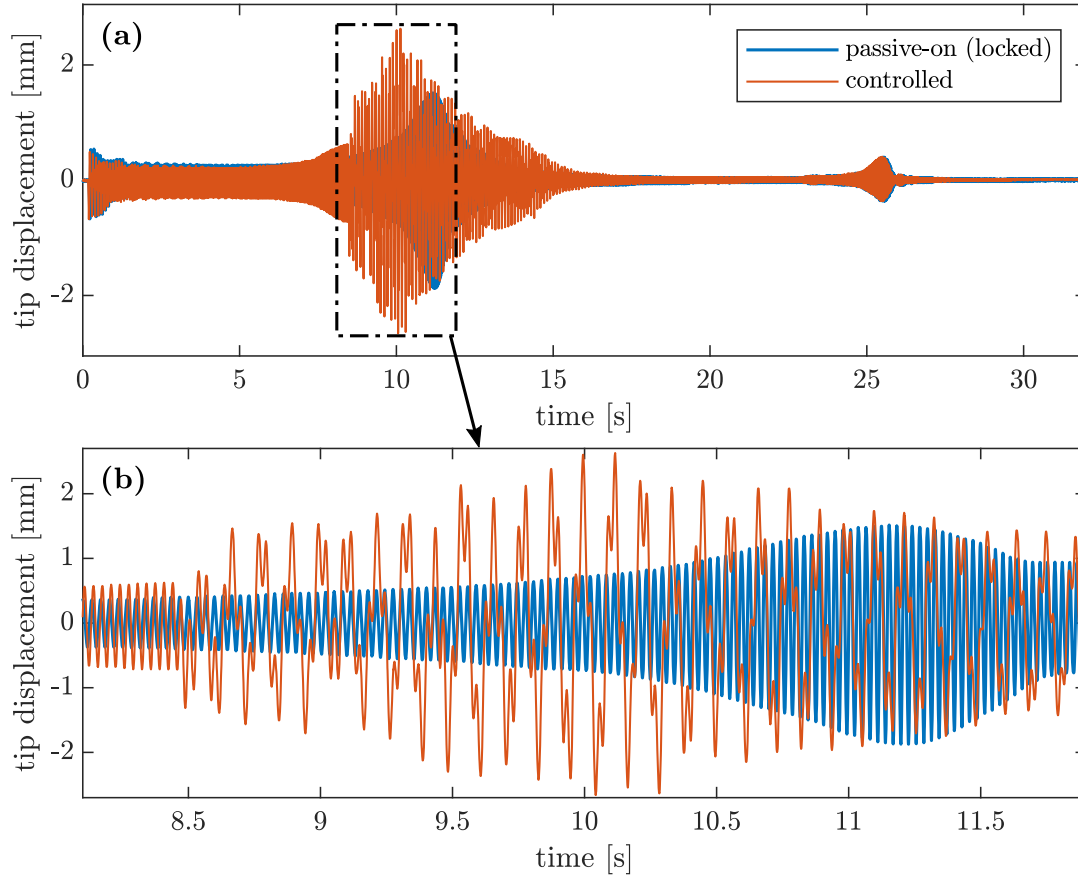 (a)
passive-on (locked)
controlled
tip displacement [mm]
2
0
-2
0 5 10 15 20 25 30
time [s]
(b)
tip displacement [mm]
2
1
0
-1
-2
8.5 9 9.5 10 10.5 11 11.5
time [s]